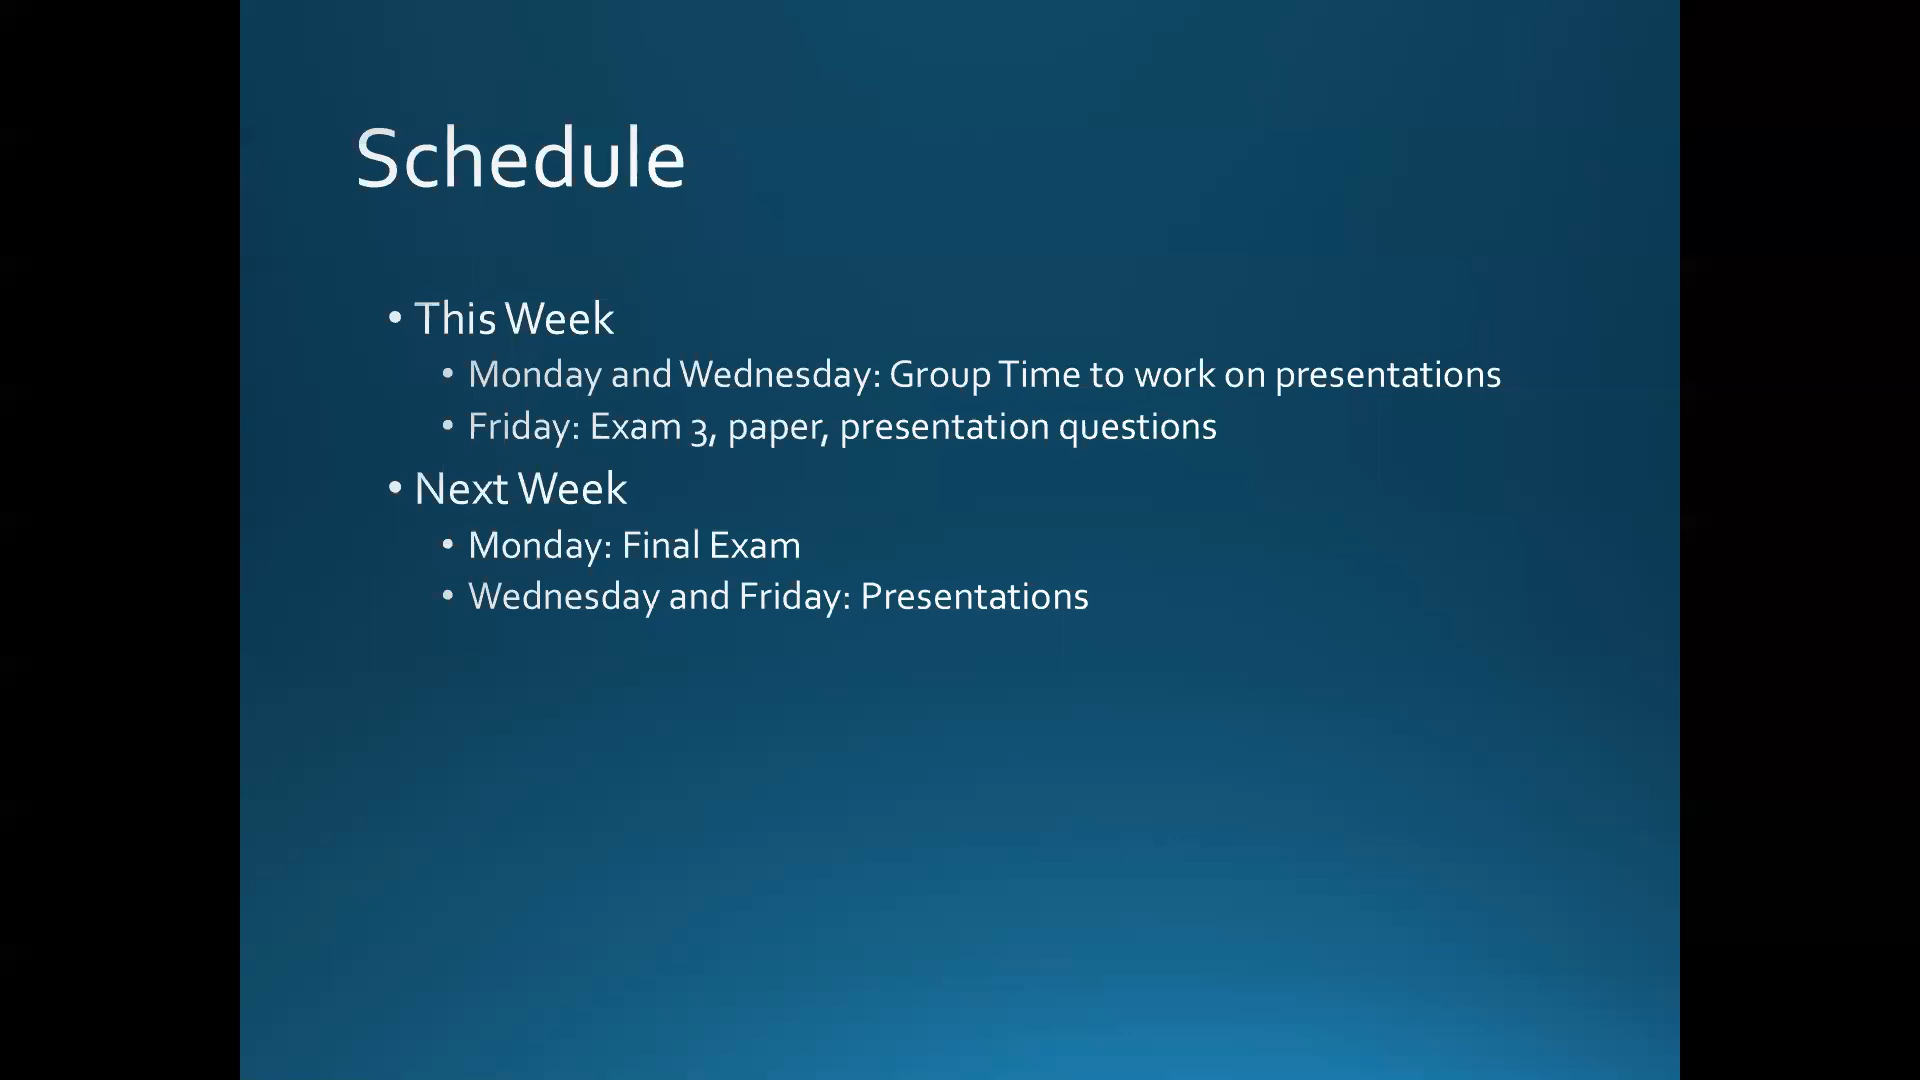 Schedule
• This Week
• Monday and Wednesday: Group Time to work on presentations
• Friday: Exam 3, paper, presentation questions
• Next Week
• Monday: Final Exam
• Wednesday and Friday: Presentations